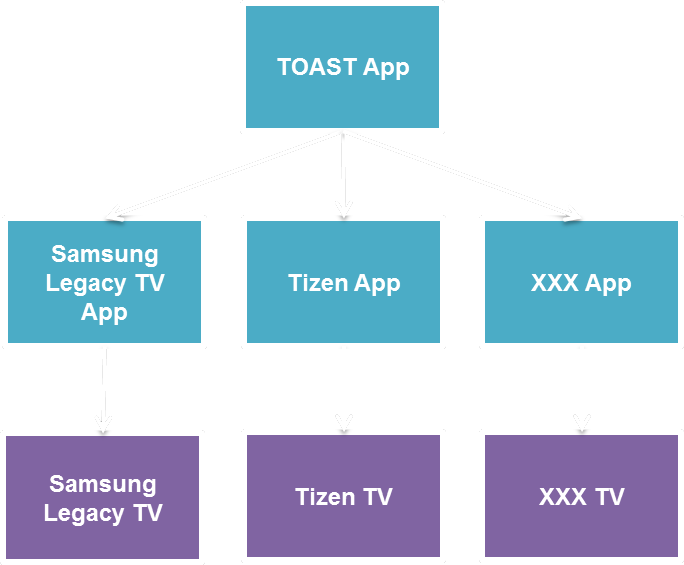 TOAST App
Samsung
Legacy TV
App
Tizen App
XXX App
Samsung
Legacy TV
Tizen TV
XXX TV